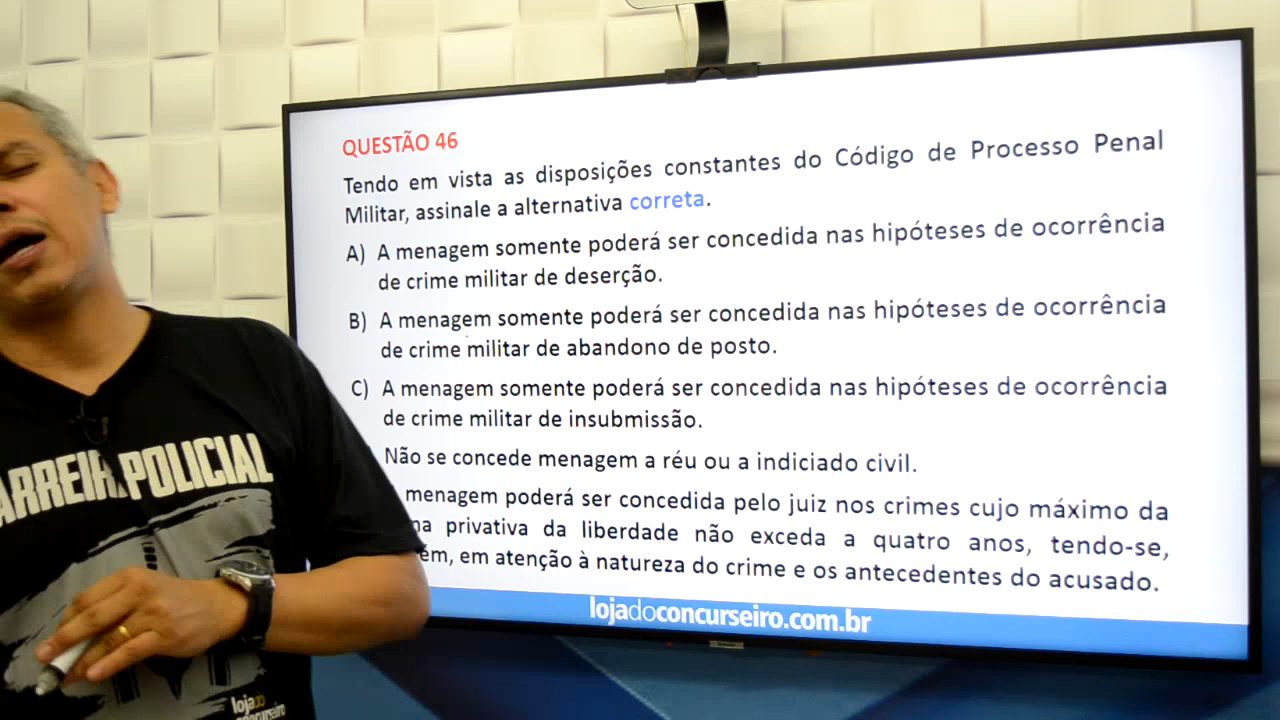 QUESTÃO 46
Tendo em vista as disposições constantes do Código de Processo Penal
Militar, assinale a alternativa correta.
A) A menagem somente poderá ser concedida nas hipóteses de ocorrência
de crime militar de deserção.
B) A menagem somente poderá ser concedida nas hipóteses de ocorrência
de crime militar de abandono de posto.
C) A menagem somente poderá ser concedida nas hipóteses de ocorrência
de crime militar de insubmissão.
) Não se concede menagem a réu ou a indiciado civil.
menagem poderá ser concedida pelo juiz nos crimes cujo máximo da
na privativa da liberdade não exceda a quatro anos, tendo-se,
ém, em atenção à natureza do crime e os antecedentes do acusado.
lojadoconcurseiro.com.br
ARREIRA POLICIAL
lojado
concurseiro